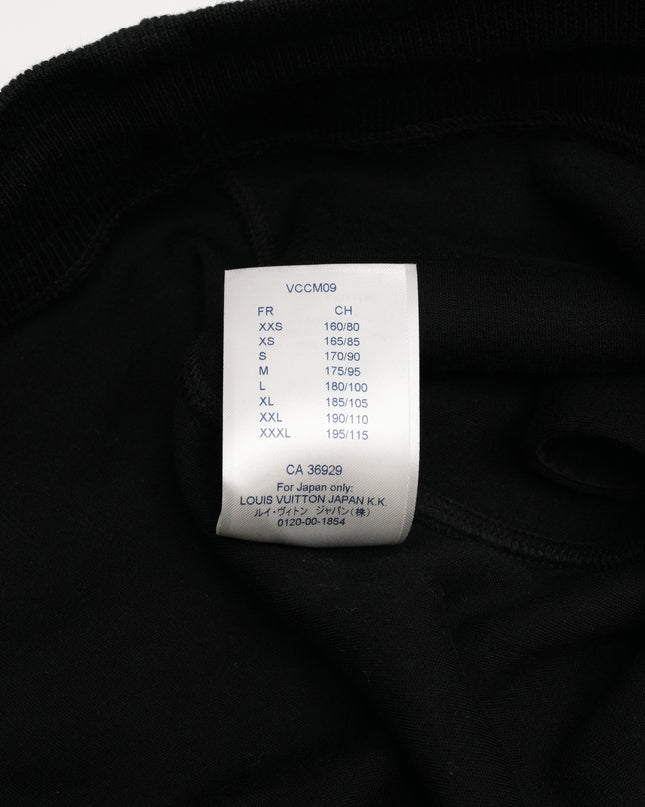 VCCM09
FR CH
XXS 160/80
XS 165/85
S 170/90
M 175/95
L 180/100
XL 185/105
XXL 190/110
XXXL 195/115
CA 36929
For Japan only:
LOUIS VUITTON JAPAN K.K.
ルイ・ヴィトン ジャパン(株)
0120-00-1854